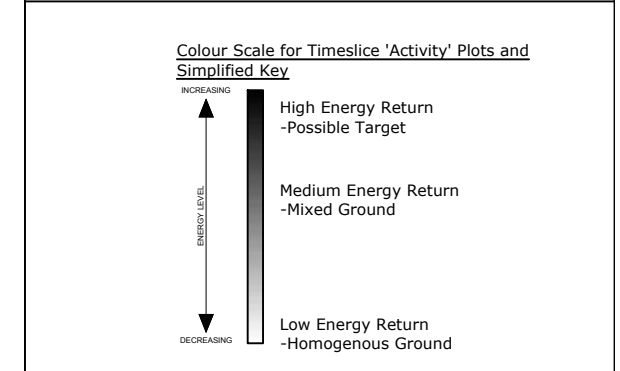 Colour Scale for Timeslice 'Activity' Plots and
Simplified Key
INCREASING
High Energy Return
-Possible Target
ENERGY LEVEL
Medium Energy Return
-Mixed Ground
DECREASING
Low Energy Return
-Homogenous Ground